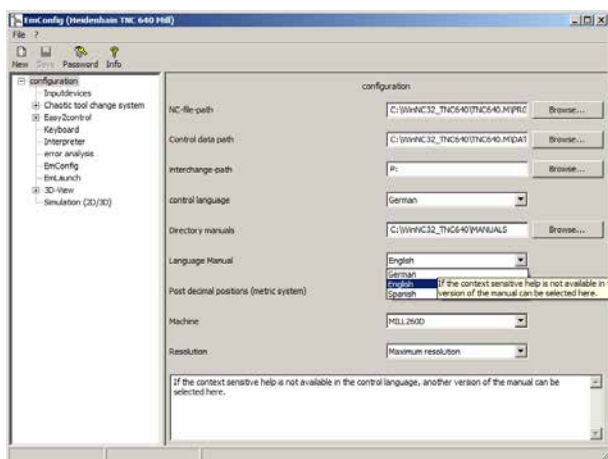 EmConfig (Heidenhain TNC 640 Mill)
File ?
New Save Password Info
configuration
Inputdevices
Chaotic tool change system
Easy2control
Keyboard
Interpreter
error analysis
EmConfig
EmLaunch
3D-View
Simulation (2D/3D)
configuration
NC-file-path C:\WinNC32_TNC640\TNC640.M\PRC Browse...
Control data path C:\WinNC32_TNC640\TNC640.M\DAT Browse...
interchange-path P: Browse...
control language German
Directory manuals C:\WinNC32_TNC640\MANUALS Browse...
Language Manual English
German
English
Spanish
If the context sensitive help is not available in
version of the manual can be selected here.
Post decimal positions (metric system)
Machine MILL260D
Resolution Maximum resolution
If the context sensitive help is not available in the control language, another version of the manual can be
selected here.